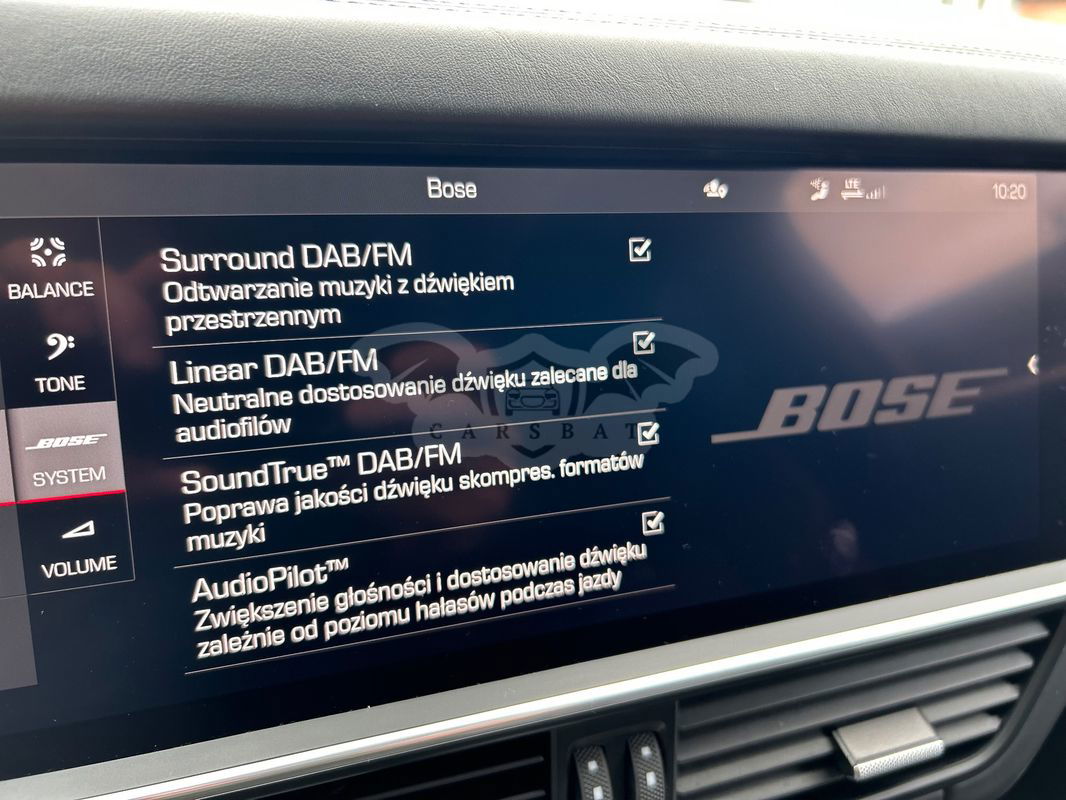 Bose
LTE
10:20
BALANCE
TONE
BOSE
SYSTEM
VOLUME
Surround DAB/FM
Odtwarzanie muzyki z dźwiękiem
przestrzennym
Linear DAB/FM
Neutralne dostosowanie dźwięku zalecane dla
audiofilów
SoundTrue™ DAB/FM
Poprawa jakości dźwięku skompres. formatów
muzyki
AudioPilot™
Zwiększenie głośności i dostosowanie dźwięku
zależnie od poziomu hałasów podczas jazdy
BOSE
CARSBAT